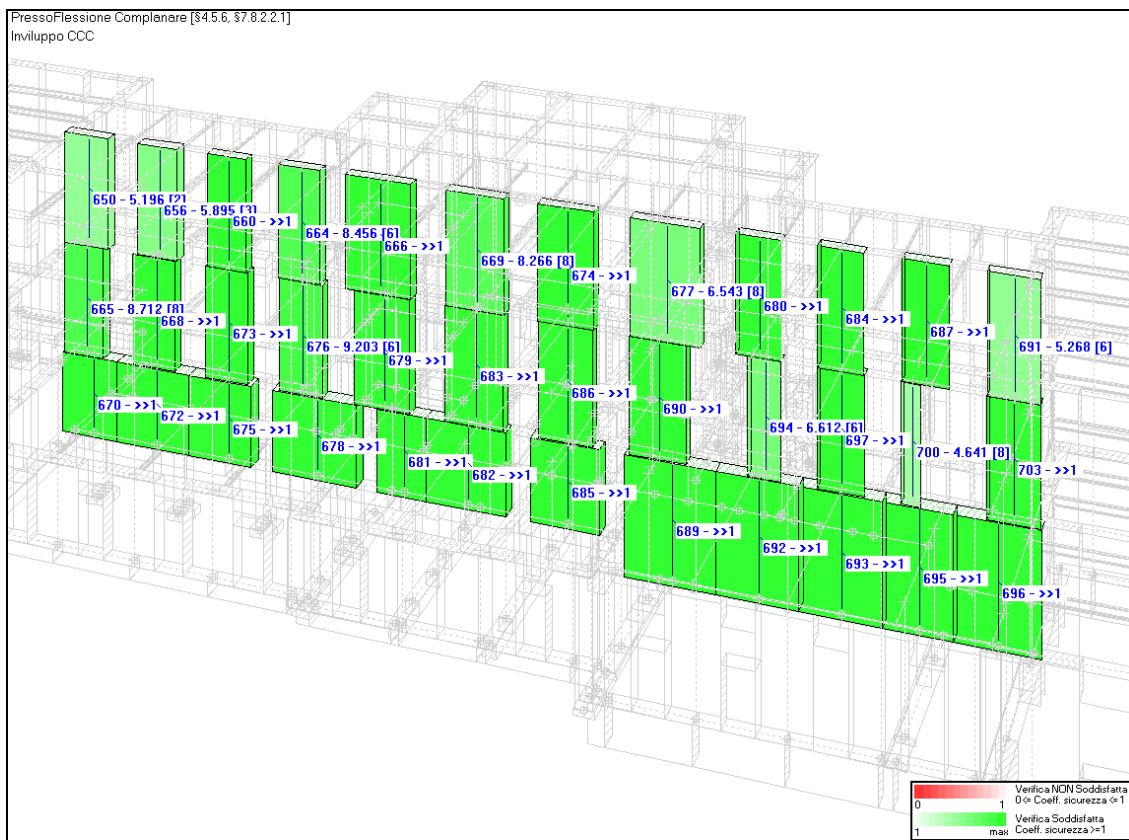 PressoFlessione Complanare [§4.5.6, §7.8.2.2.1]
Inviluppo CCC
650 - 5.196 [2]
656 - 5.895 [3]
660 - >>1
664 - 8.456 [6]
666 - >>1
669 - 8.266 [8]
674 - >>1
677 - 6.543 [8]
680 - >>1
684 - >>1
687 - >>1
691 - 5.268 [6]
665 - 8.712 [8]
668 - >>1
673 - >>1
676 - 9.203 [6]
679 - >>1
683 - >>1
686 - >>1
690 - >>1
694 - 6.612 [6]
697 - >>1
700 - 4.641 [8]
703 - >>1
670 - >>1
672 - >>1
675 - >>1
678 - >>1
681 - >>1
682 - >>1
685 - >>1
689 - >>1
692 - >>1
693 - >>1
695 - >>1
696 - >>1
Verifica NON Soddisfatta
0<= Coeff. sicurezza <=1
0 1
Verifica Soddisfatta
Coeff. sicurezza >=1
1 max